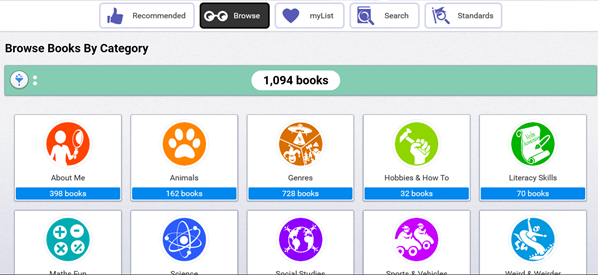 Recommended
Browse
myList
Search
Standards
Browse Books By Category
1,094 books
About Me
398 books
Animals
162 books
Genres
728 books
Hobbies & How To
32 books
Literacy Skills
70 books
Maths Fun
Science
Social Studies
Sports & Vehicles
Weird & Weirder